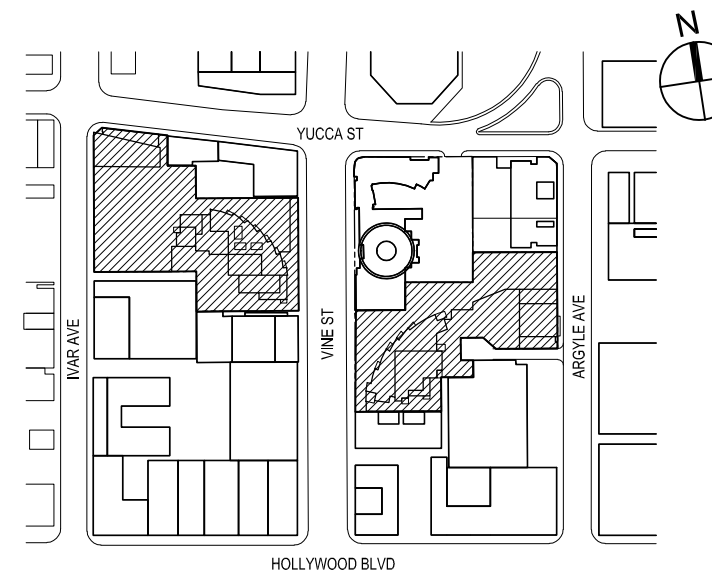 N
YUCCA ST
IVAR AVE
VINE ST
ARGYLE AVE
HOLLYWOOD BLVD